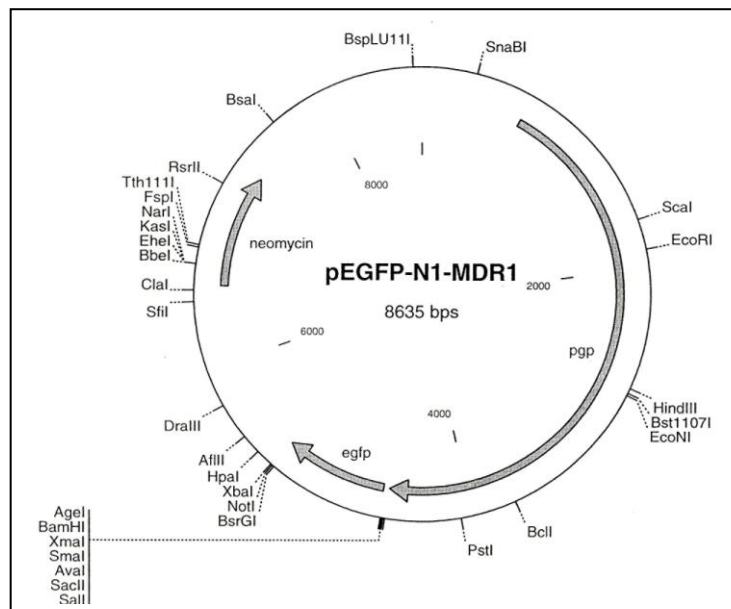 BspLU11I
SnaBI
BsaI
RsrII
Tth111I
FspI
NarI
KasI
EheI
BbeI
ClaI
SfiI
DraIII
AflII
HpaI
XbaI
NotI
BsrGI
AgeI
BamHI
XmaI
SmaI
AvaI
SacII
SalI
PstI
BclI
ScaI
EcoRI
HindIII
Bst1107I
EcoNI
8000
2000
4000
6000
neomycin
pEGFP-N1-MDR1
8635 bps
pgp
egfp